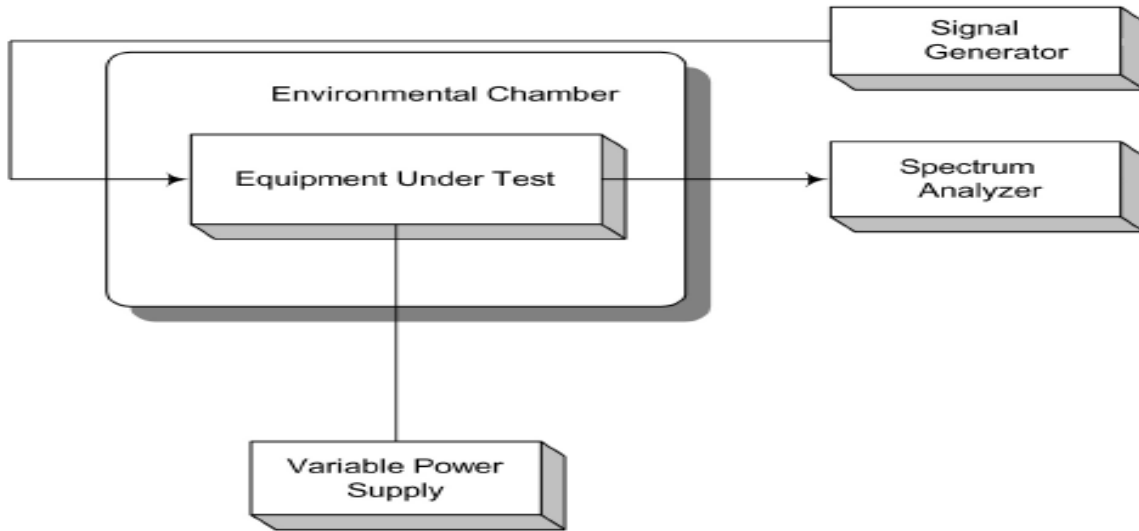 Signal
Generator
Environmental Chamber
Equipment Under Test
Spectrum
Analyzer
Variable Power
Supply